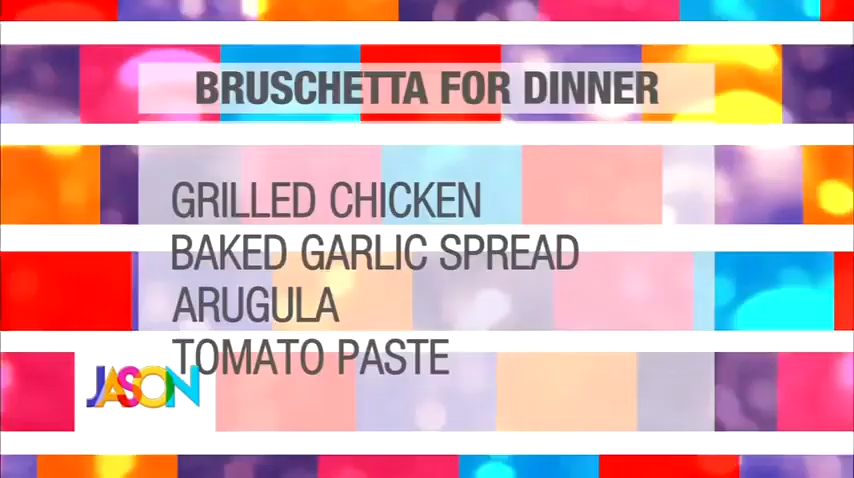 BRUSCHETTA FOR DINNER
GRILLED CHICKEN
BAKED GARLIC SPREAD
ARUGULA
TOMATO PASTE
JASON